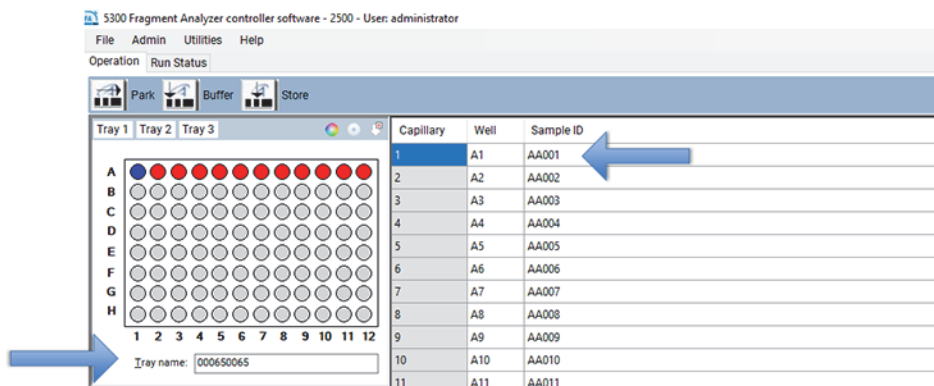 5300 Fragment Analyzer controller software - 2500 - User: administrator
File Admin Utilities Help
Operation Run Status
Park Buffer Store
Tray 1 Tray 2 Tray 3
A
B
C
D
E
F
G
H
1 2 3 4 5 6 7 8 9 10 11 12
Tray name: 000650065
Capillary Well Sample ID
1 A1 AA001
2 A2 AA002
3 A3 AA003
4 A4 AA004
5 A5 AA005
6 A6 AA006
7 A7 AA007
8 A8 AA008
9 A9 AA009
10 A10 AA010
11 A11 AA011